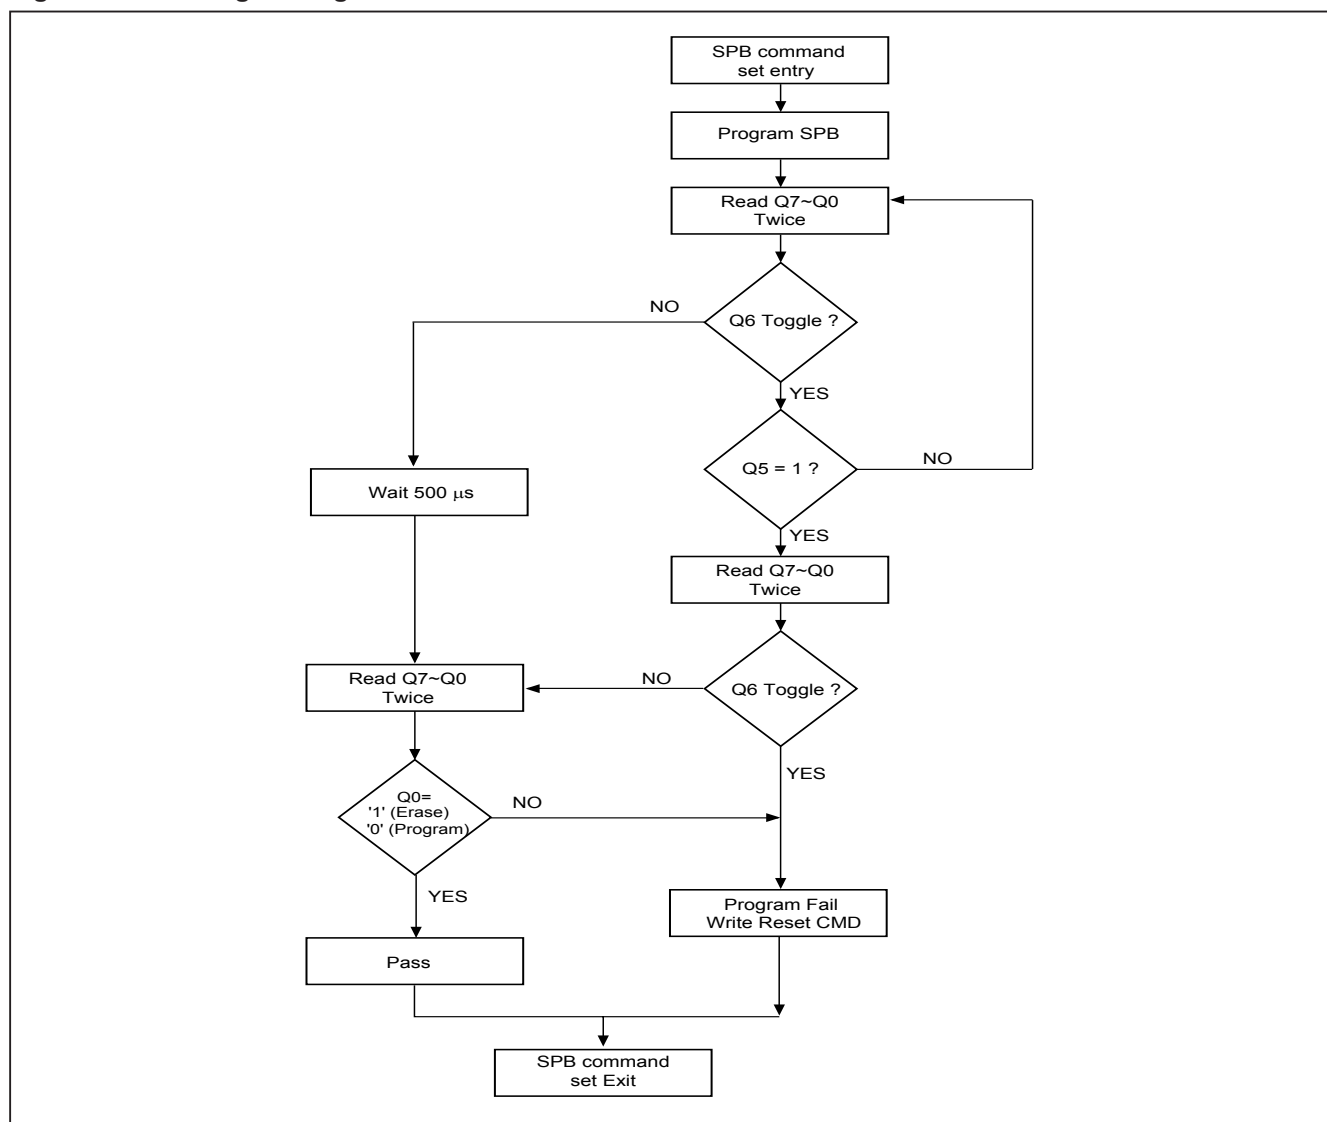 SPB command
set entry
Program SPB
Read Q7~Q0
Twice
NO
Q6 Toggle ?
YES
Q5 = 1 ?
NO
Wait 500 μs
YES
Read Q7~Q0
Twice
Read Q7~Q0
Twice
NO
Q6 Toggle ?
YES
Q0=
'1' (Erase)
'0' (Program)
NO
YES
Program Fail
Write Reset CMD
Pass
SPB command
set Exit